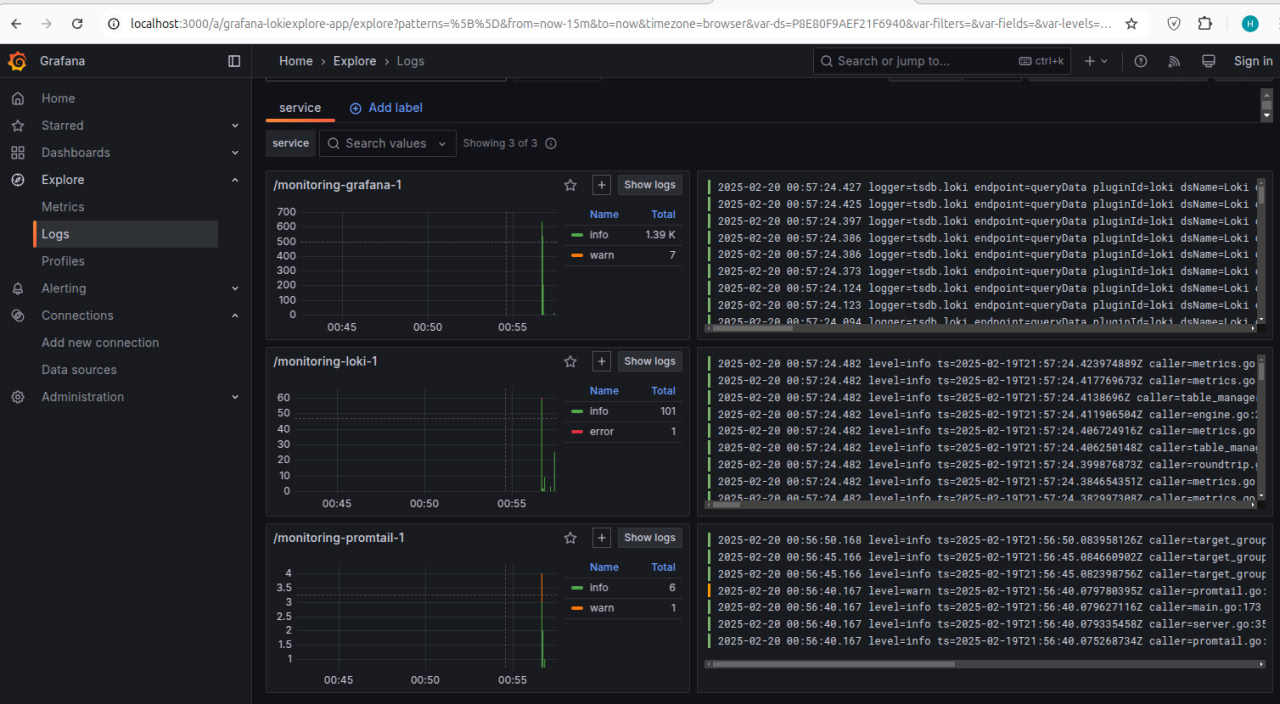 localhost:3000/a/grafana-lokiexplore-app/explore?patterns=%5B%5D&from=now-15m&to=now&timezone=browser&var-ds=P8E80F9AEF21F6940&var-filters=&var-fields=&var-levels=...
H
Grafana
Home › Explore › Logs
Search or jump to...
ctrl+k
Sign in
Home
Starred
Dashboards
Explore
Metrics
Logs
Profiles
Alerting
Connections
Add new connection
Data sources
Administration
service
Add label
service
Search values
Showing 3 of 3
/monitoring-grafana-1
Show logs
Name Total
info 1.39 K
warn 7
700
600
500
400
300
200
100
0
00:45 00:50 00:55
2025-02-20 00:57:24.427 logger=tsdb.loki endpoint=queryData pluginId=loki dsName=Loki
2025-02-20 00:57:24.425 logger=tsdb.loki endpoint=queryData pluginId=loki dsName=Loki
2025-02-20 00:57:24.397 logger=tsdb.loki endpoint=queryData pluginId=loki dsName=Loki
2025-02-20 00:57:24.386 logger=tsdb.loki endpoint=queryData pluginId=loki dsName=Loki
2025-02-20 00:57:24.386 logger=tsdb.loki endpoint=queryData pluginId=loki dsName=Loki
2025-02-20 00:57:24.373 logger=tsdb.loki endpoint=queryData pluginId=loki dsName=Loki
2025-02-20 00:57:24.124 logger=tsdb.loki endpoint=queryData pluginId=loki dsName=Loki
2025-02-20 00:57:24.123 logger=tsdb.loki endpoint=queryData pluginId=loki dsName=Loki
2025-02-20 00:57:24.094 logger=tsdb.loki endpoint=queryData pluginId=loki dsName=Loki
/monitoring-loki-1
Show logs
Name Total
info 101
error 1
60
50
40
30
20
10
0
00:45 00:50 00:55
2025-02-20 00:57:24.482 level=info ts=2025-02-19T21:57:24.423974889Z caller=metrics.go
2025-02-20 00:57:24.482 level=info ts=2025-02-19T21:57:24.417769673Z caller=metrics.go
2025-02-20 00:57:24.482 level=info ts=2025-02-19T21:57:24.4138696Z caller=table_manage
2025-02-20 00:57:24.482 level=info ts=2025-02-19T21:57:24.411906504Z caller=engine.go:
2025-02-20 00:57:24.482 level=info ts=2025-02-19T21:57:24.406724916Z caller=metrics.go
2025-02-20 00:57:24.482 level=info ts=2025-02-19T21:57:24.406250148Z caller=table_mana
2025-02-20 00:57:24.482 level=info ts=2025-02-19T21:57:24.399876873Z caller=roundtrip.
2025-02-20 00:57:24.482 level=info ts=2025-02-19T21:57:24.384654351Z caller=metrics.go
2025-02-20 00:57:24.482 level=info ts=2025-02-19T21:57:24.382997308Z caller=metrics.go
/monitoring-promtail-1
Show logs
Name Total
info 6
warn 1
4
3.5
3
2.5
2
1.5
1
00:45 00:50 00:55
2025-02-20 00:56:50.168 level=info ts=2025-02-19T21:56:50.083958126Z caller=target_group
2025-02-20 00:56:45.166 level=info ts=2025-02-19T21:56:45.084660902Z caller=target_group
2025-02-20 00:56:45.166 level=info ts=2025-02-19T21:56:45.082398756Z caller=target_group
2025-02-20 00:56:40.167 level=warn ts=2025-02-19T21:56:40.079780395Z caller=promtail.go:
2025-02-20 00:56:40.167 level=info ts=2025-02-19T21:56:40.079627116Z caller=main.go:173
2025-02-20 00:56:40.167 level=info ts=2025-02-19T21:56:40.079335458Z caller=server.go:35
2025-02-20 00:56:40.167 level=info ts=2025-02-19T21:56:40.075268734Z caller=promtail.go: